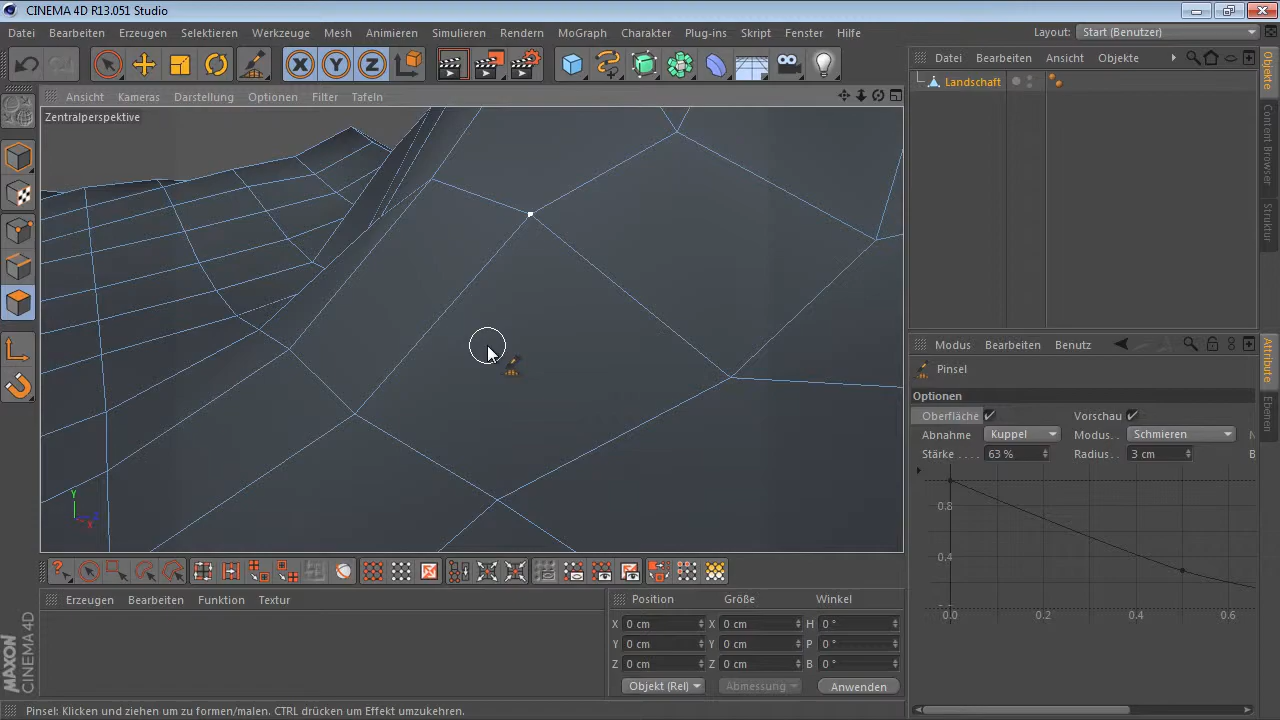 CINEMA 4D R13.051 Studio
Datei Bearbeiten Erzeugen Selektieren Werkzeuge Mesh Animieren Simulieren Rendern MoGraph Charakter Plug-ins Skript Fenster Hilfe Layout: Start (Benutzer)
Datei Bearbeiten Ansicht Objekte
Landschaft
Objekte
Content Browser
Struktur
Ansicht Kameras Darstellung Optionen Filter Tafeln
Zentralperspektive
Y
X
Modus Bearbeiten Benutz
Attribute
Ebenen
Pinsel
Optionen
Oberfläche Vorschau
Abnahme Kuppel Modus. . Schmieren
Stärke . . . . 63 % Radius. . 3 cm B
0.8
0.4
0.0 0.2 0.4 0.6
Erzeugen Bearbeiten Funktion Textur
Position Größe Winkel
X 0 cm X 0 cm H 0 °
Y 0 cm Y 0 cm P 0 °
Z 0 cm Z 0 cm B 0 °
Objekt (Rel) Abmessung Anwenden
MAXON
CINEMA 4D
Pinsel: Klicken und ziehen um zu formen/malen. CTRL drücken um Effekt umzukehren.